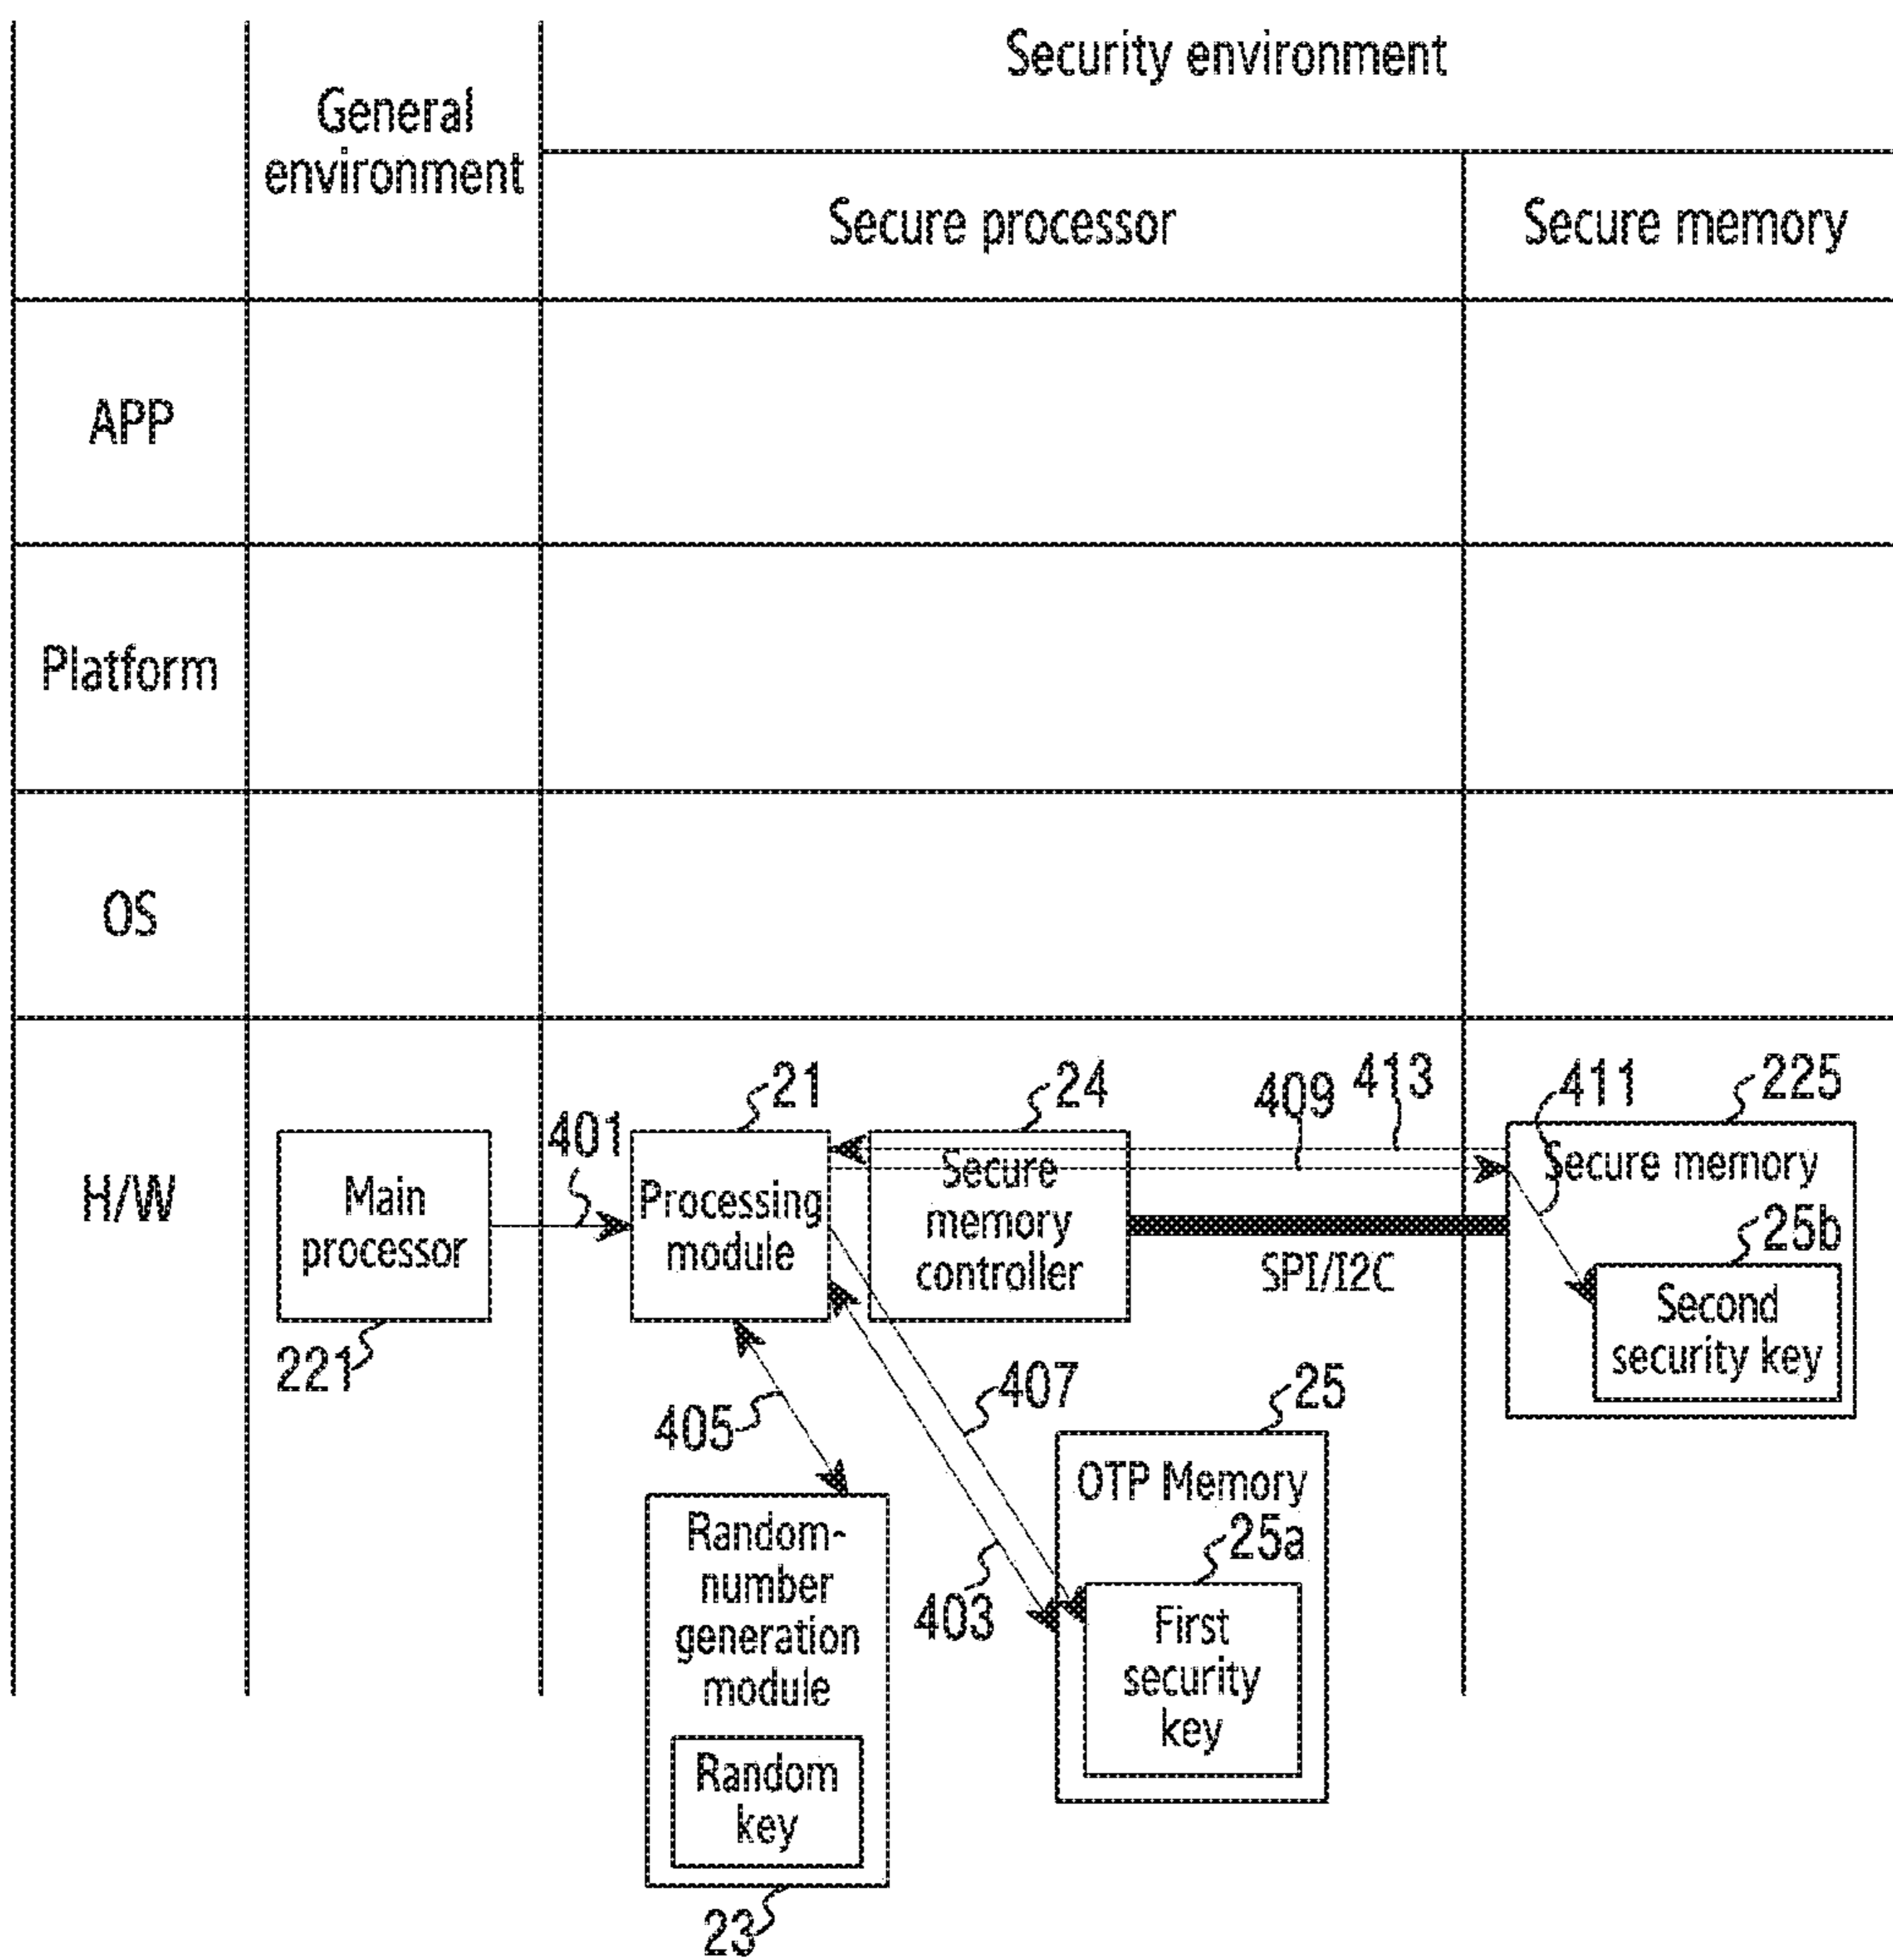 Security environment
General
environment
Secure processor
Secure memory
APP
Platform
OS
H/W
21
24
409
413
411
225
401
Main
processor
Processing
module
Secure
memory
controller
SPI/I2C
Secure memory
25b
Second
security key
221
405
407
25
OTP Memory
25a
First
security
key
403
Random-
number
generation
module
Random
key
23